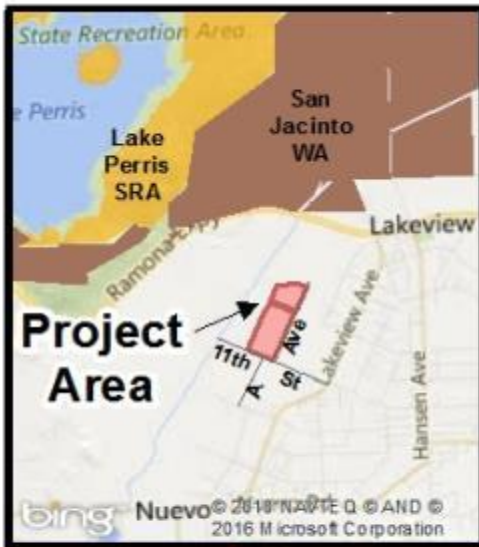 State Recreation Area
e Perris
Lake
Perris
SRA
San
Jacinto
WA
Lakeview
Ramona Expy
Project
Area
11th
St
A
Ave
Lakeview Ave
Hansen Ave
Nuevo
bing
NAVTEQ © AND ©
2016 Microsoft Corporation